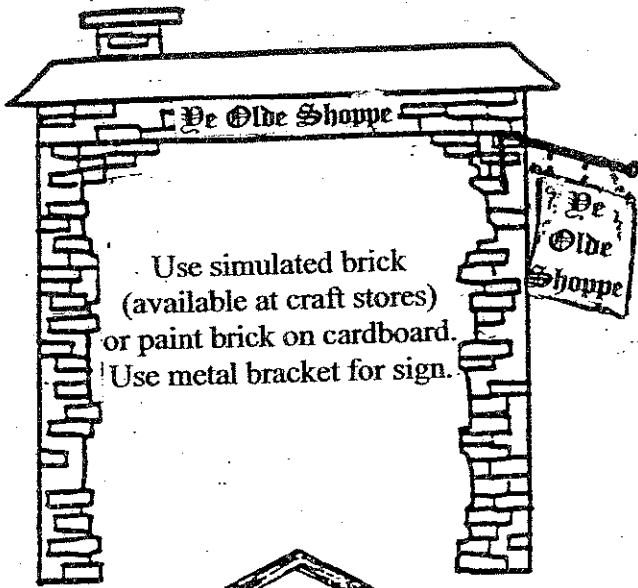 Ye Olde Shoppe
Ye
Olde
Shoppe
Use simulated brick
(available at craft stores)
or paint brick on cardboard.
Use metal bracket for sign.